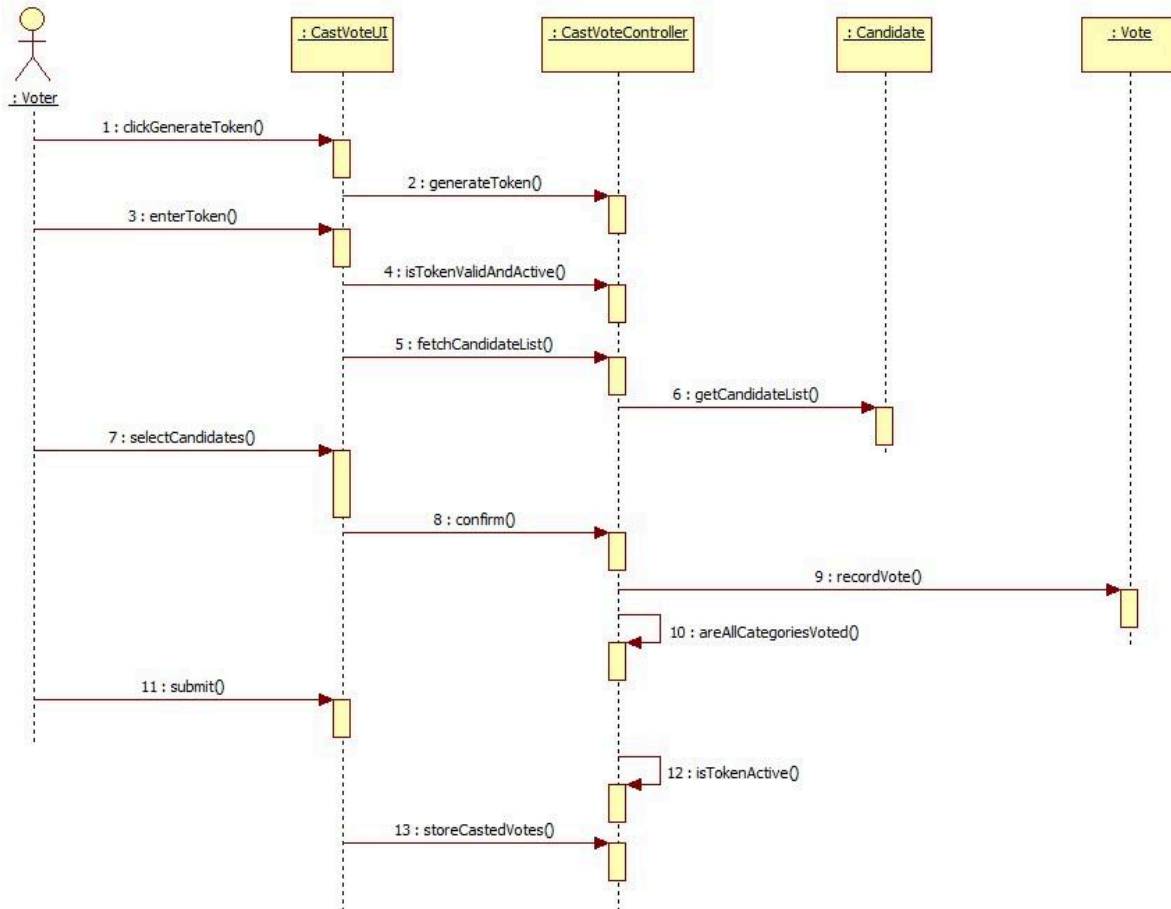 : CastVoteUI
: CastVoteController
: Candidate
: Vote
: Voter
1 : clickGenerateToken()
2 : generateToken()
3 : enterToken()
4 : isTokenValidAndActive()
5 : fetchCandidateList()
6 : getCandidateList()
7 : selectCandidates()
8 : confirm()
9 : recordVote()
10 : areAllCategoriesVoted()
11 : submit()
12 : isTokenActive()
13 : storeCastedVotes()